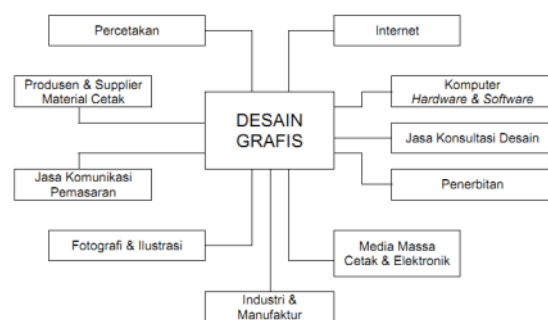 Percetakan
Internet
Produsen & Supplier
Material Cetak
Komputer
Hardware & Software
DESAIN
GRAFIS
Jasa Konsultasi Desain
Jasa Komunikasi
Pemasaran
Penerbitan
Fotografi & Ilustrasi
Media Massa
Cetak & Elektronik
Industri &
Manufaktur